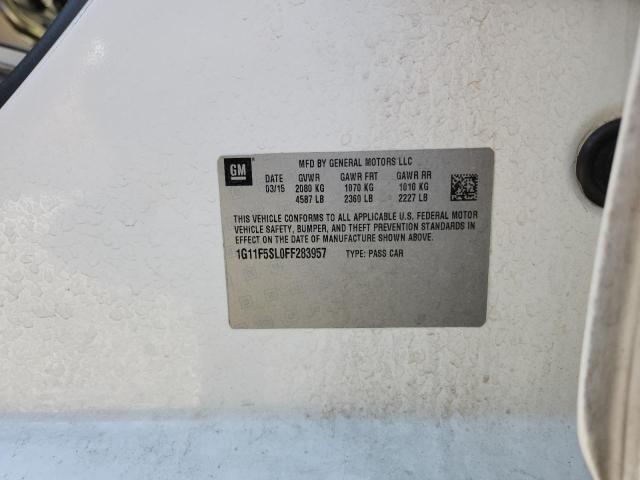 GM
MFD BY GENERAL MOTORS LLC
DATE GVWR GAWR FRT GAWR RR
03/15 2080 KG 1070 KG 1010 KG
4587 LB 2360 LB 2227 LB
THIS VEHICLE CONFORMS TO ALL APPLICABLE U.S. FEDERAL MOTOR
VEHICLE SAFETY, BUMPER, AND THEFT PREVENTION STANDARDS IN
EFFECT ON THE DATE OF MANUFACTURE SHOWN ABOVE.
1G11F5SL0FF283957 TYPE: PASS CAR